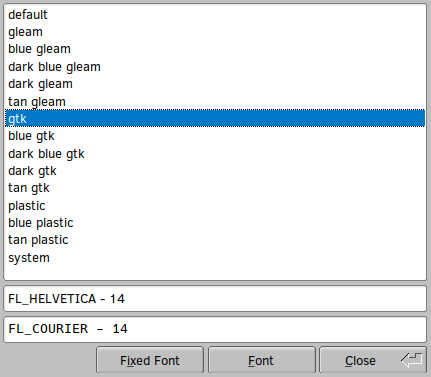 default
gleam
blue gleam
dark blue gleam
dark gleam
tan gleam
gtk
blue gtk
dark blue gtk
dark gtk
tan gtk
plastic
blue plastic
tan plastic
system
FL_HELVETICA - 14
FL_COURIER - 14
Fixed Font Font Close